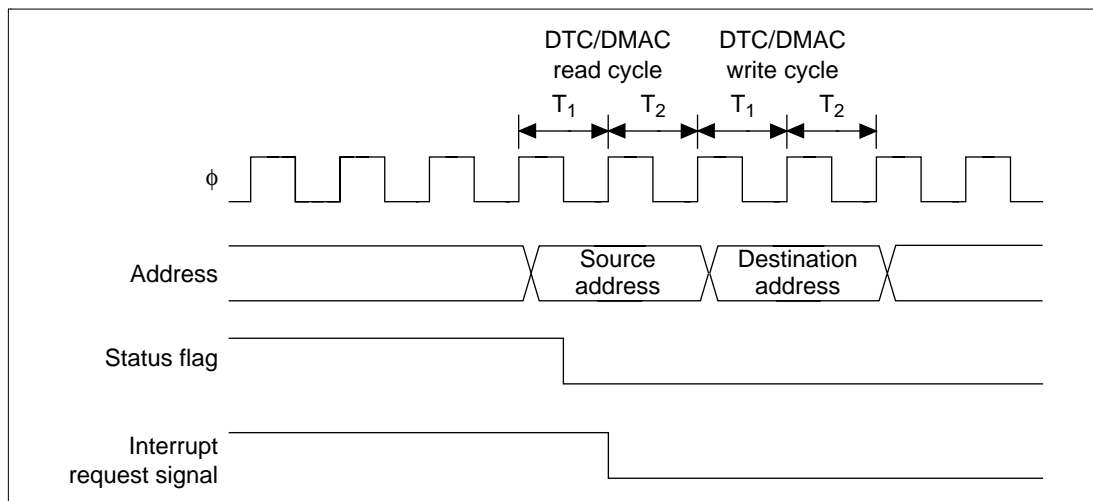 DTC/DMAC DTC/DMAC
read cycle write cycle
T1 T2 T1 T2
ϕ
Address
Source
address
Destination
address
Status flag
Interrupt
request signal